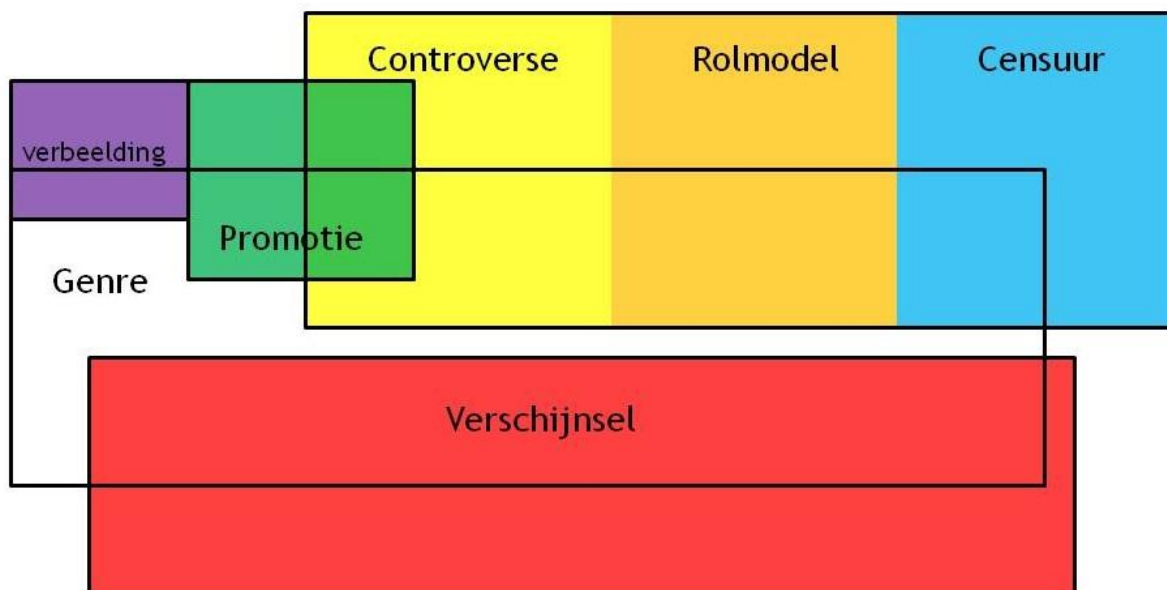 Controverse
Rolmodel
Censuur
verbeelding
Promotie
Genre
Verschijnsel